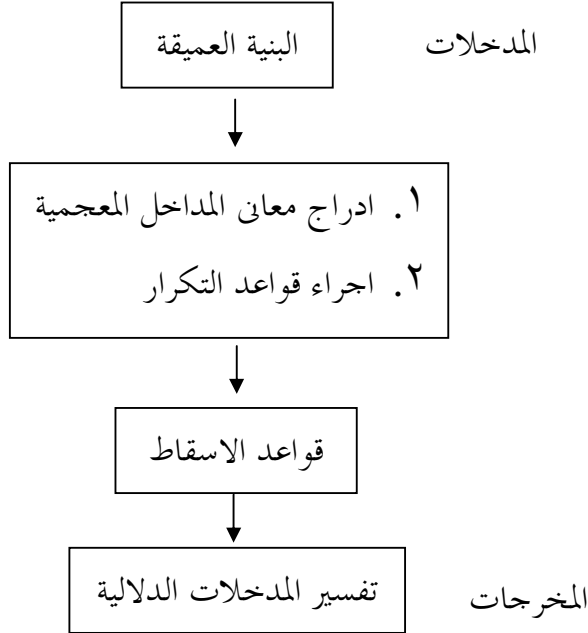 المدخلات
البنية العميقة
١. ادراج معانى المداخل المعجمية
٢. اجراء قواعد التكرار
قواعد الاسقاط
تفسير المدخلات الدلالية
المخرجات